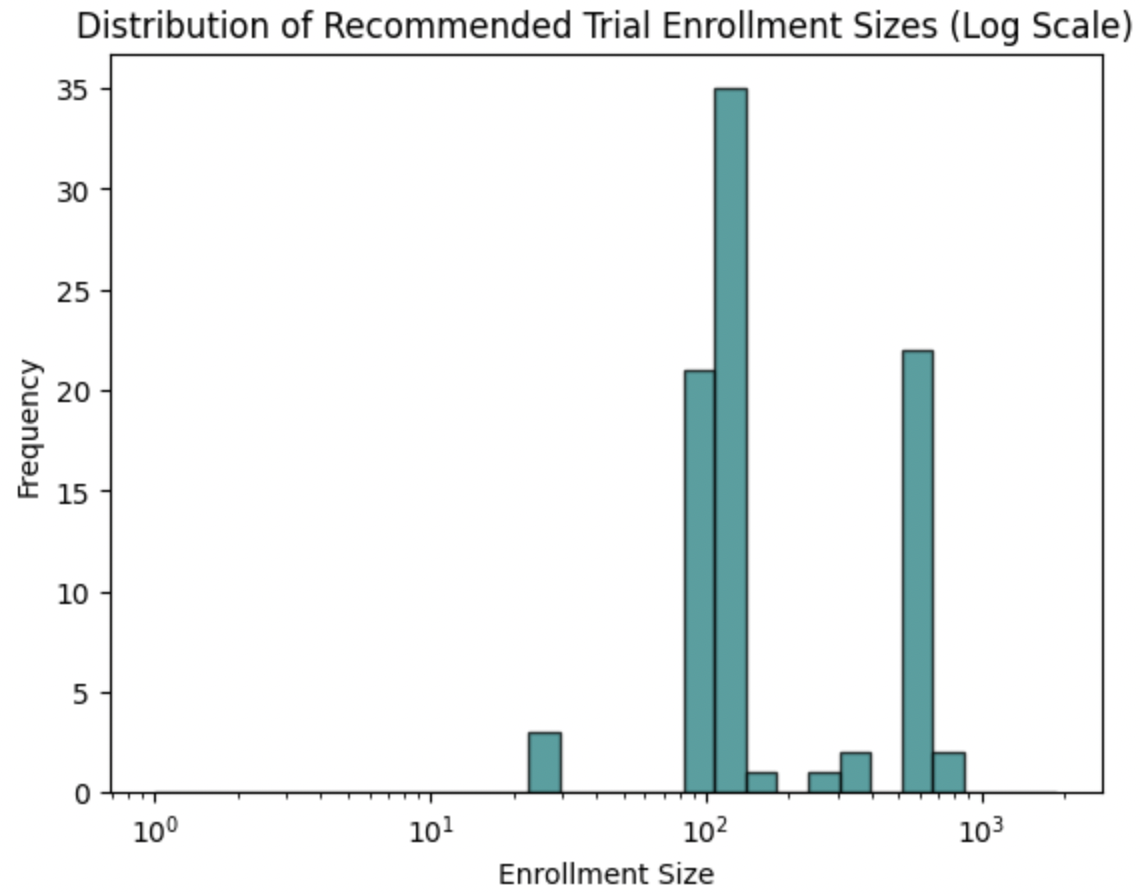 Distribution of Recommended Trial Enrollment Sizes (Log Scale)
Frequency
35
30
25
20
15
10
5
0
10⁰ 10¹ 10² 10³
Enrollment Size